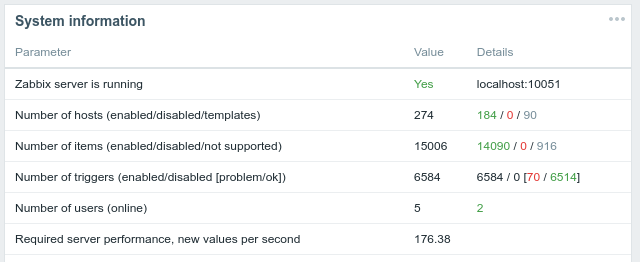 System information
Parameter Value Details
Zabbix server is running Yes localhost:10051
Number of hosts (enabled/disabled/templates) 274 184 / 0 / 90
Number of items (enabled/disabled/not supported) 15006 14090 / 0 / 916
Number of triggers (enabled/disabled [problem/ok]) 6584 6584 / 0 [70 / 6514]
Number of users (online) 5 2
Required server performance, new values per second 176.38